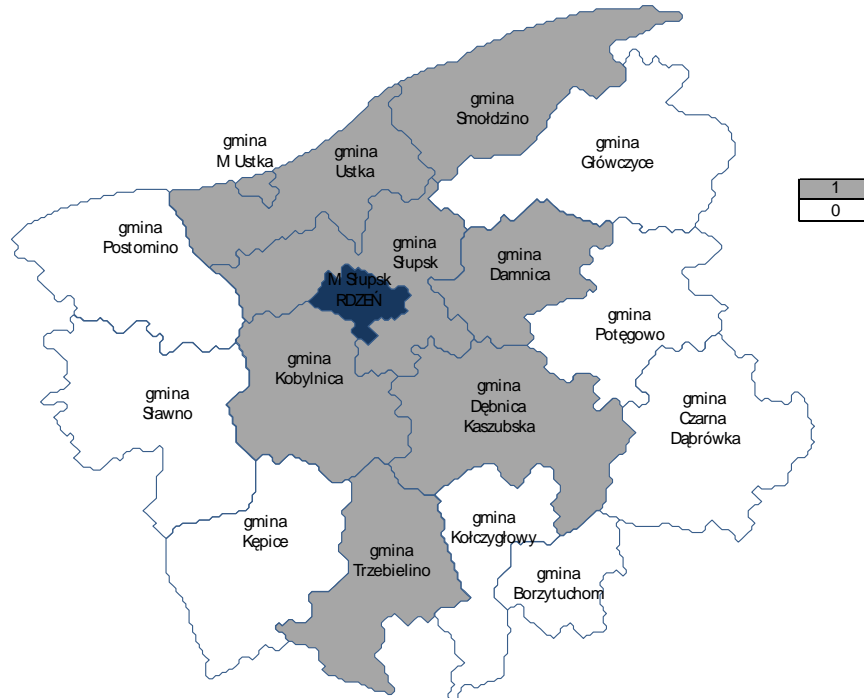 gmina
Smołdzino
gmina
M Ustka
gmina
Ustka
gmina
Główczyce
1
0
gmina
Postomino
gmina
Słupsk
gmina
Damnica
M Słupsk
RDZEŃ
gmina
Potęgowo
gmina
Kobylnica
gmina
Sławno
gmina
Dębnica
Kaszubska
gmina
Czarna
Dąbrówka
gmina
Kępice
gmina
Kołczygłowy
gmina
Trzebielino
gmina
Borzytuchom